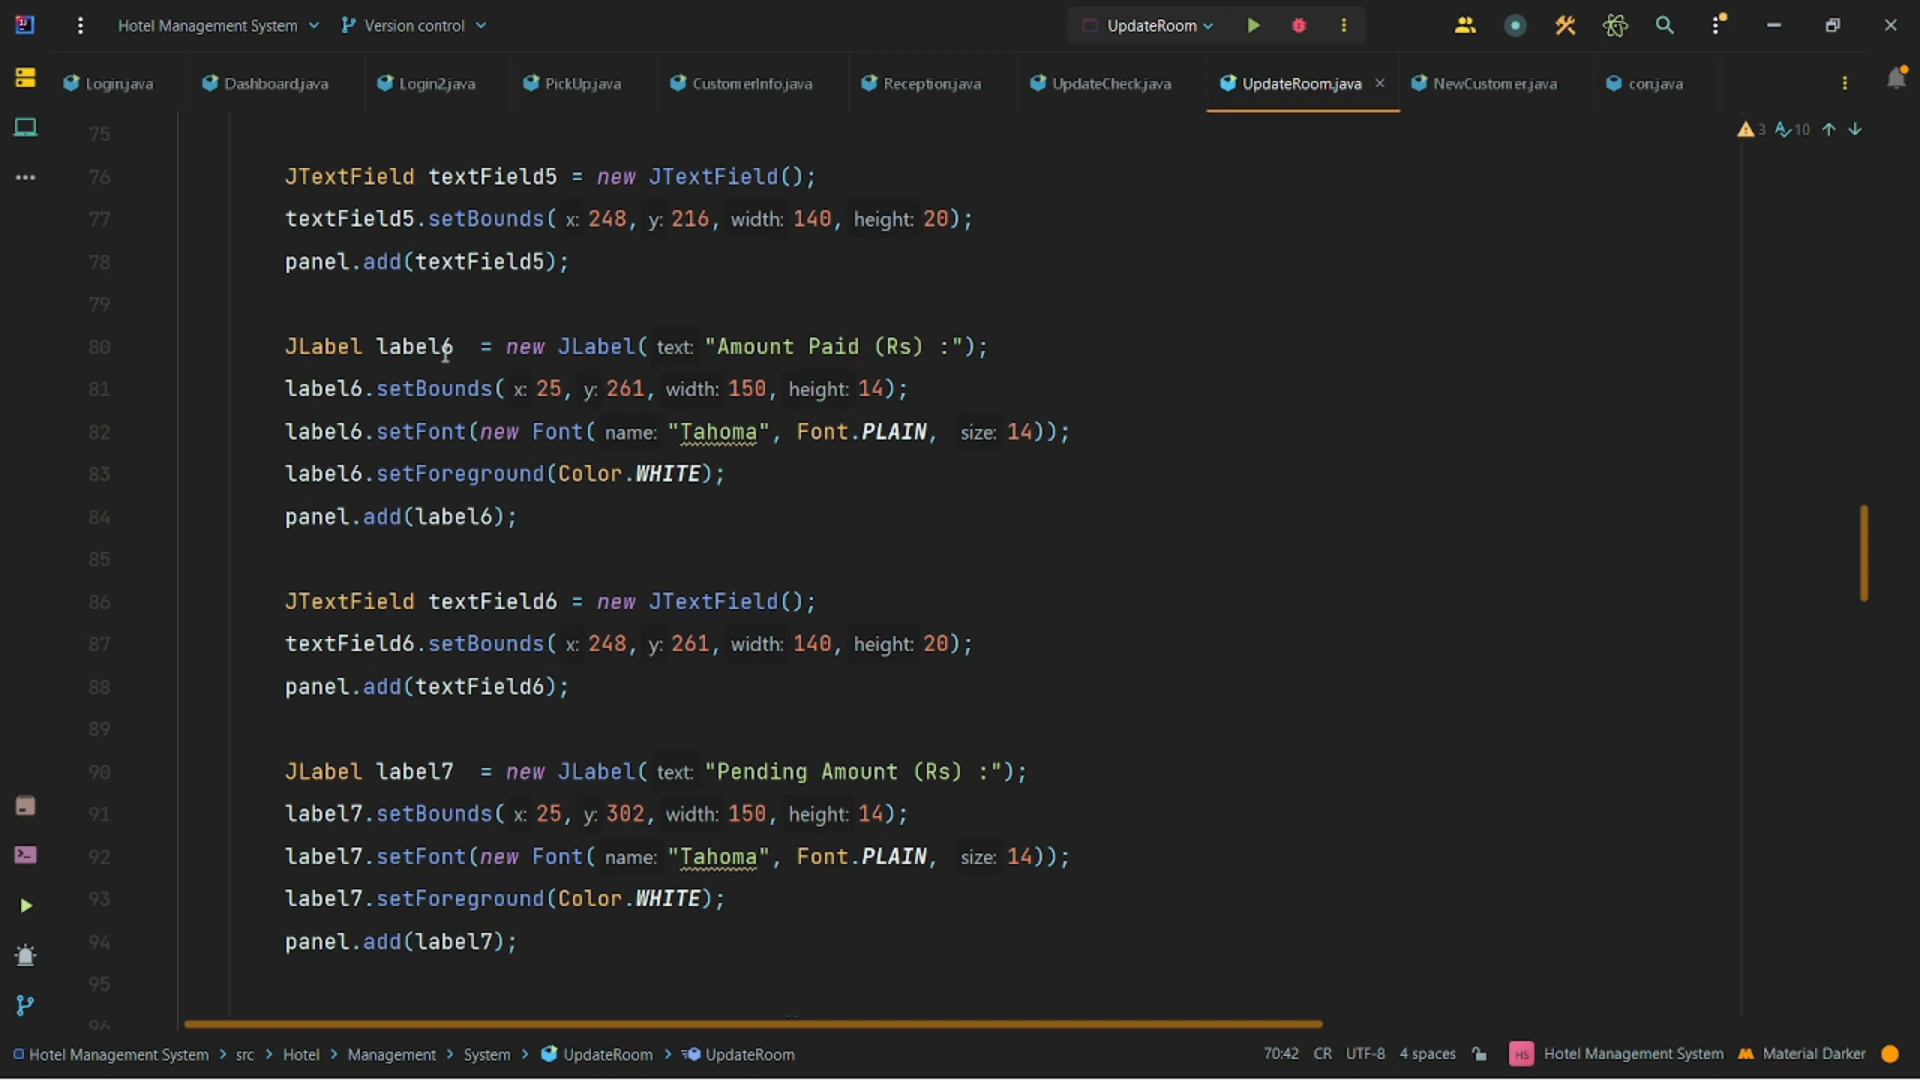 Hotel Management System
Version control
UpdateRoom
Login.java
Dashboard.java
Login2.java
PickUp.java
CustomerInfo.java
Reception.java
UpdateCheck.java
UpdateRoom.java
NewCustomer.java
con.java
3
10
75
76 JTextField textField5 = new JTextField();
77 textField5.setBounds( x: 248, y: 216, width: 140, height: 20);
78 panel.add(textField5);
79
80 JLabel label6  = new JLabel( text: "Amount Paid (Rs) :");
81 label6.setBounds( x: 25, y: 261, width: 150, height: 14);
82 label6.setFont(new Font( name: "Tahoma", Font.PLAIN, size: 14));
83 label6.setForeground(Color.WHITE);
84 panel.add(label6);
85
86 JTextField textField6 = new JTextField();
87 textField6.setBounds( x: 248, y: 261, width: 140, height: 20);
88 panel.add(textField6);
89
90 JLabel label7  = new JLabel( text: "Pending Amount (Rs) :");
91 label7.setBounds( x: 25, y: 302, width: 150, height: 14);
92 label7.setFont(new Font( name: "Tahoma", Font.PLAIN, size: 14));
93 label7.setForeground(Color.WHITE);
94 panel.add(label7);
95
96
Hotel Management System > src > Hotel > Management > System > UpdateRoom > UpdateRoom
70:42 CR UTF-8 4 spaces HS Hotel Management System Material Darker